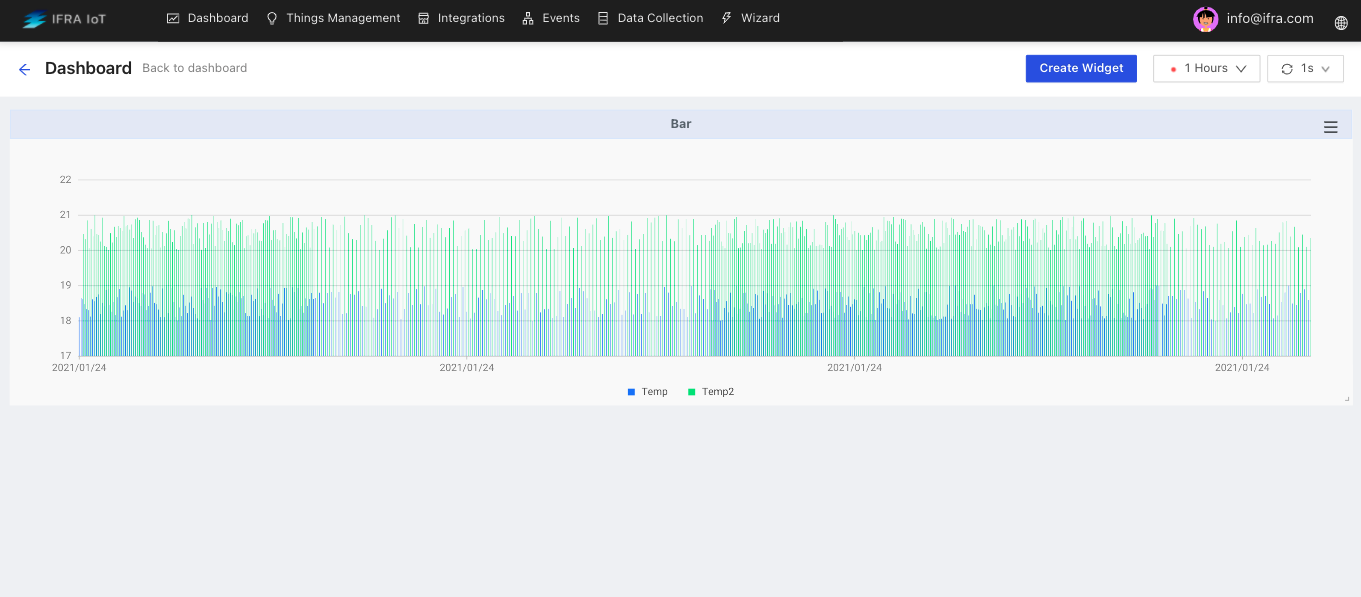 IFRA IoT Dashboard Things Management Integrations Events Data Collection Wizard info@ifra.com
Dashboard Back to dashboard Create Widget 1 Hours 1s
Bar
22
21
20
19
18
17
2021/01/24 2021/01/24 2021/01/24 2021/01/24
Temp Temp2